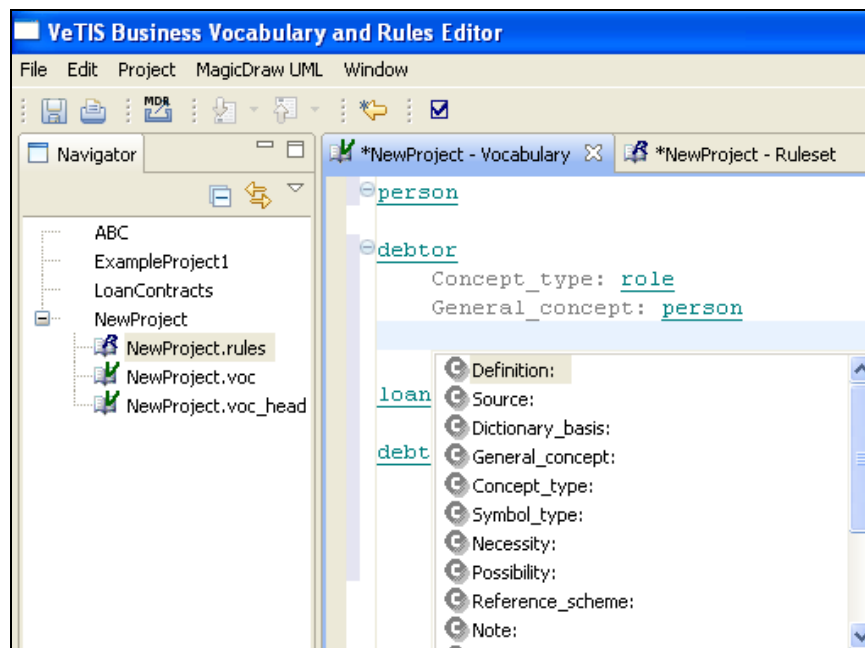 VeTIS Business Vocabulary and Rules Editor
File Edit Project MagicDraw UML Window
MDR
Navigator
*NewProject - Vocabulary
*NewProject - Ruleset
ABC
ExampleProject1
LoanContracts
NewProject
NewProject.rules
NewProject.voc
NewProject.voc_head
person
debtor
Concept_type: role
General_concept: person
loan
debt
Definition:
Source:
Dictionary_basis:
General_concept:
Concept_type:
Symbol_type:
Necessity:
Possibility:
Reference_scheme:
Note: